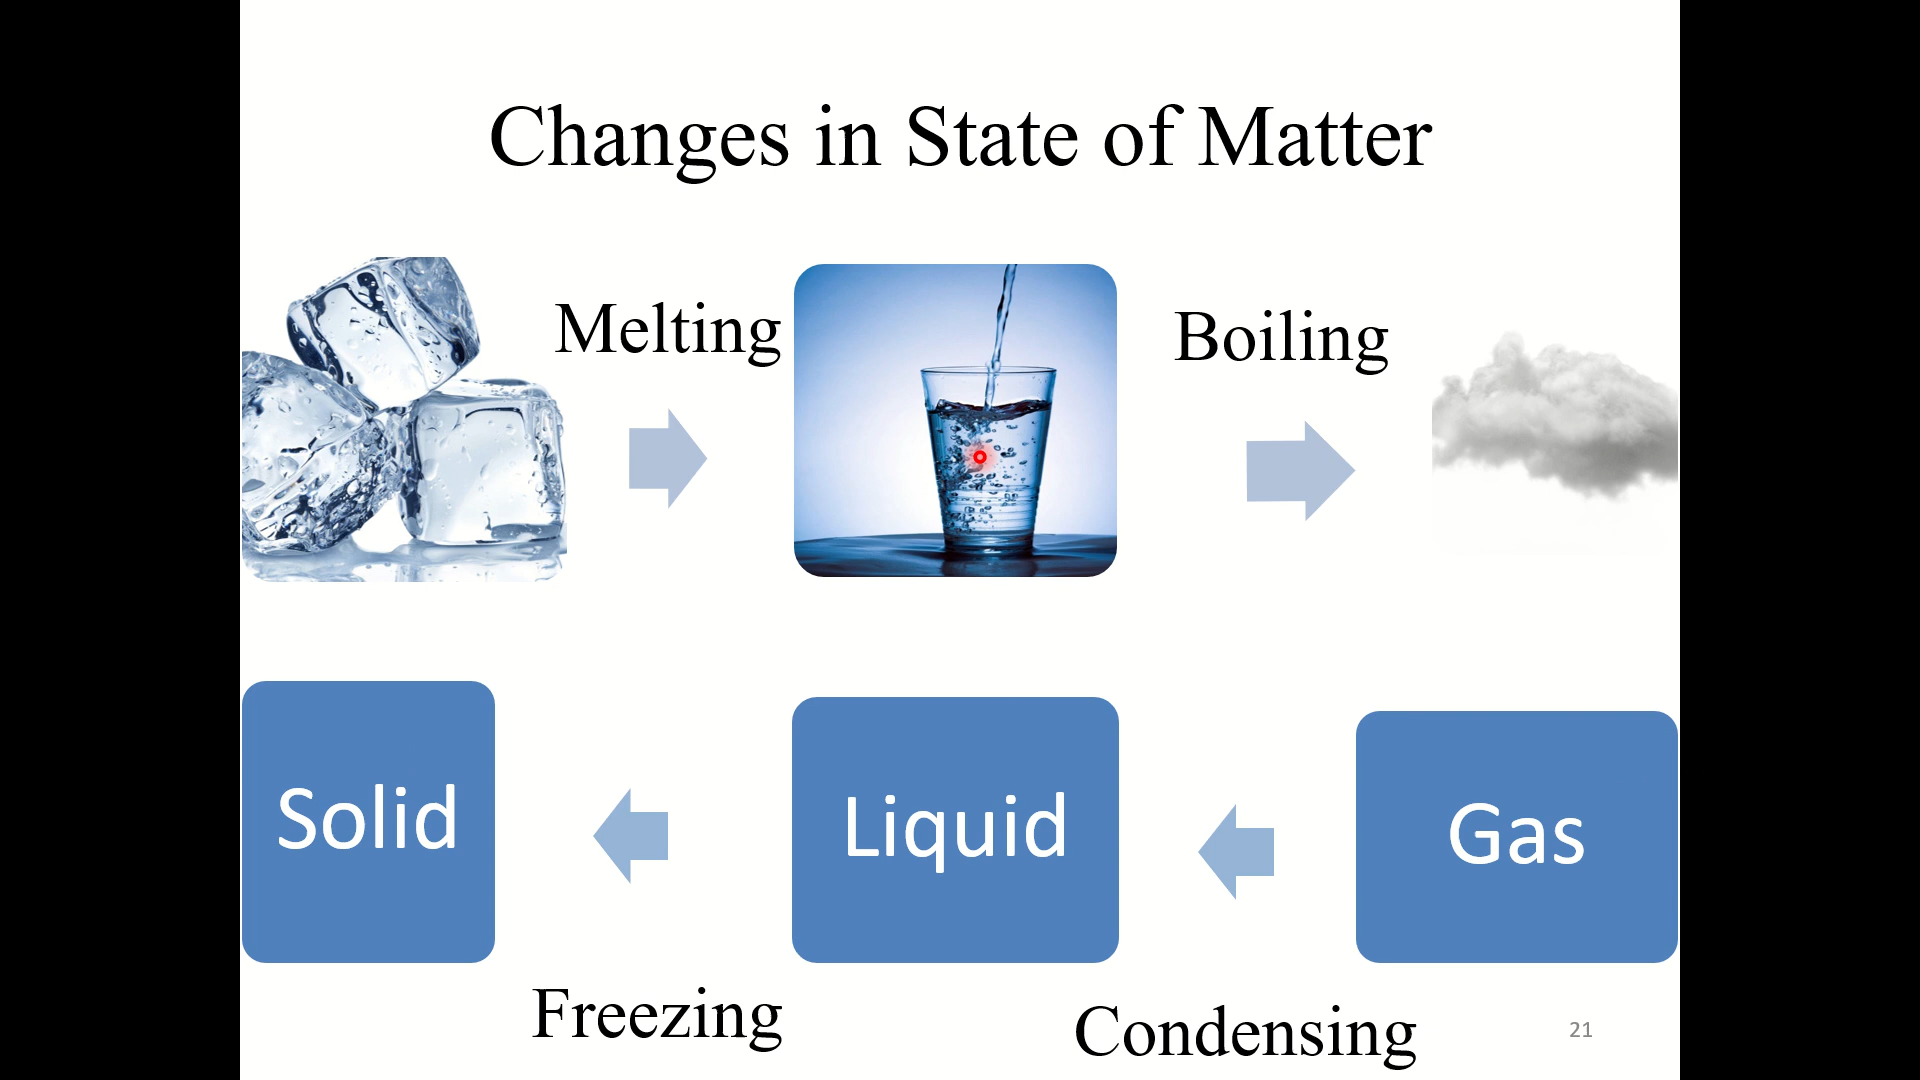 Changes in State of Matter
Melting
Boiling
Solid
Liquid
Gas
Freezing
Condensing
21